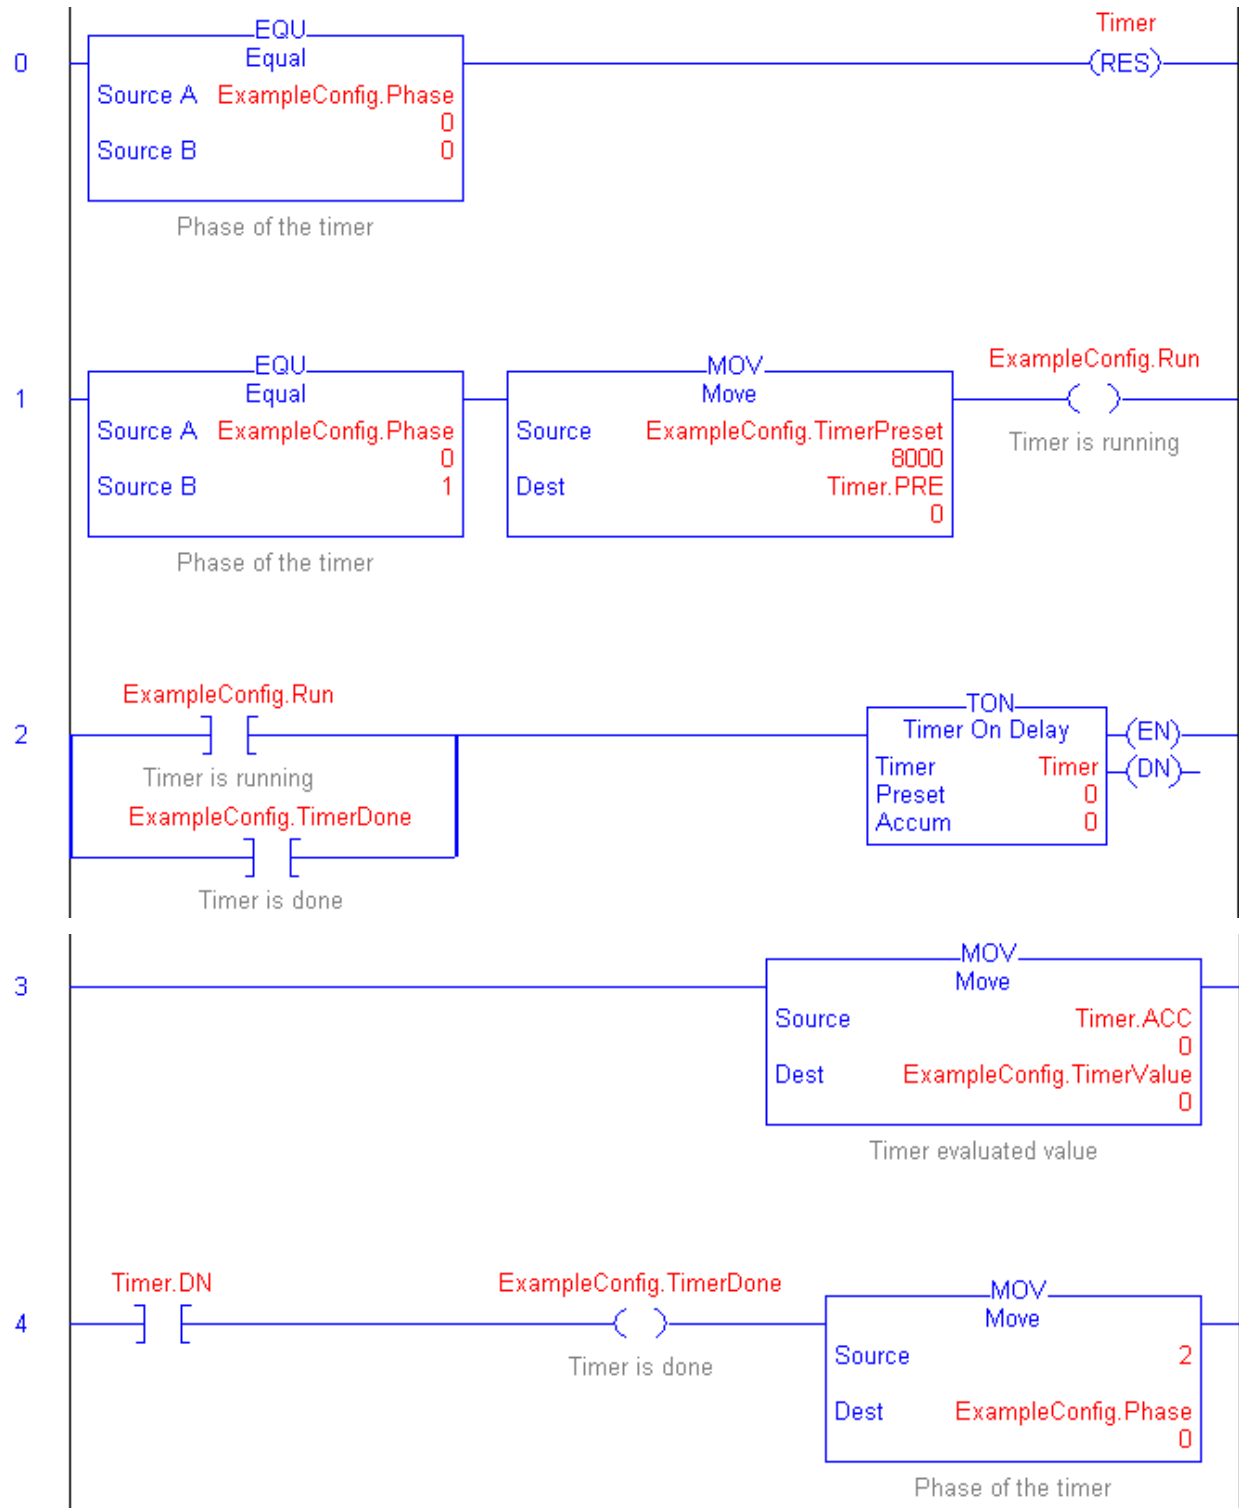 EQU
Equal
Source A ExampleConfig.Phase
0
Source B 0
Phase of the timer
0
Timer
(RES)
EQU
Equal
Source A ExampleConfig.Phase
0
Source B 1
Phase of the timer
1
MOV
Move
Source ExampleConfig.TimerPreset
8000
Dest Timer.PRE
0
ExampleConfig.Run
Timer is running
2
ExampleConfig.Run
Timer is running
ExampleConfig.TimerDone
Timer is done
TON
Timer On Delay
Timer Timer
Preset 0
Accum 0
(EN)
(DN)
3
MOV
Move
Source Timer.ACC
0
Dest ExampleConfig.TimerValue
0
Timer evaluated value
4
Timer.DN
ExampleConfig.TimerDone
Timer is done
MOV
Move
Source 2
Dest ExampleConfig.Phase
0
Phase of the timer